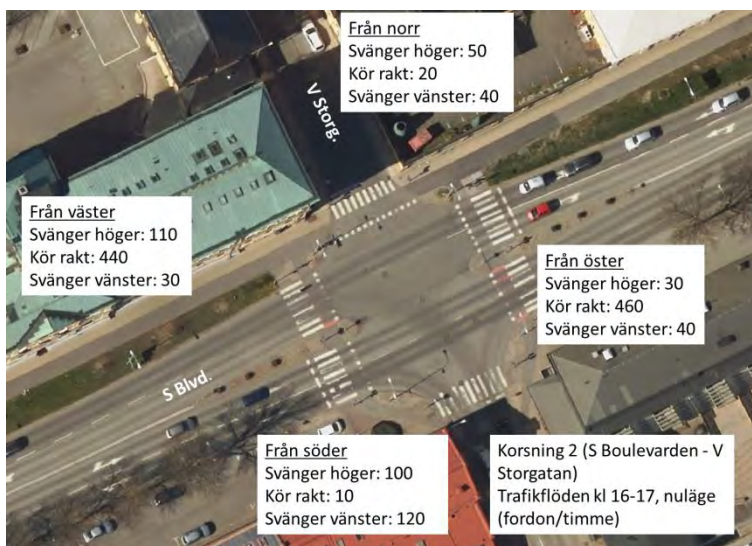 Från norr
Svänger höger: 50
Kör rakt: 20
Svänger vänster: 40
V Storg.
Från väster
Svänger höger: 110
Kör rakt: 440
Svänger vänster: 30
Från öster
Svänger höger: 30
Kör rakt: 460
Svänger vänster: 40
S Blvd.
Från söder
Svänger höger: 100
Kör rakt: 10
Svänger vänster: 120
Korsning 2 (S Boulevarden - V
Storgatan)
Trafikflöden kl 16-17, nuläge
(fordon/timme)